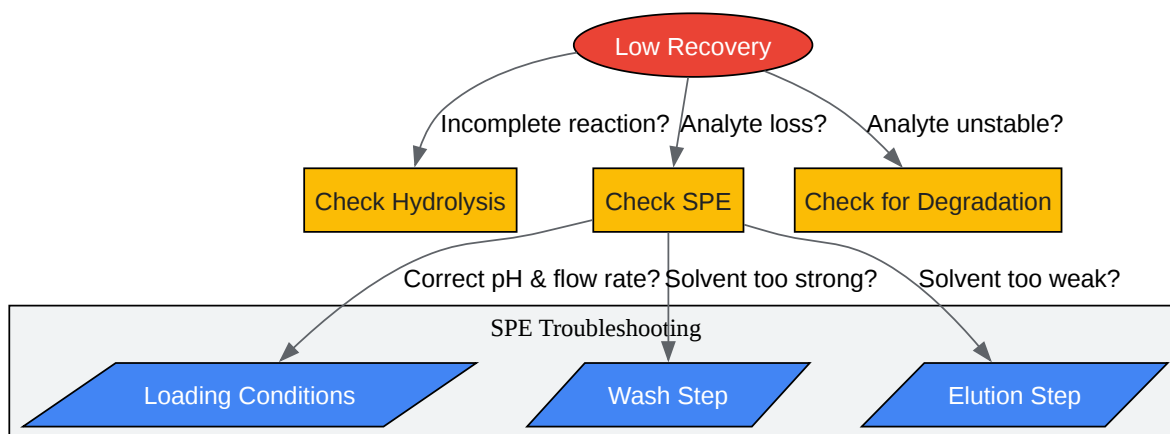 Low Recovery
Incomplete reaction?
Analyte loss?
Analyte unstable?
Check Hydrolysis
Check SPE
Check for Degradation
Correct pH & flow rate?
Solvent too strong?
Solvent too weak?
SPE Troubleshooting
Loading Conditions
Wash Step
Elution Step